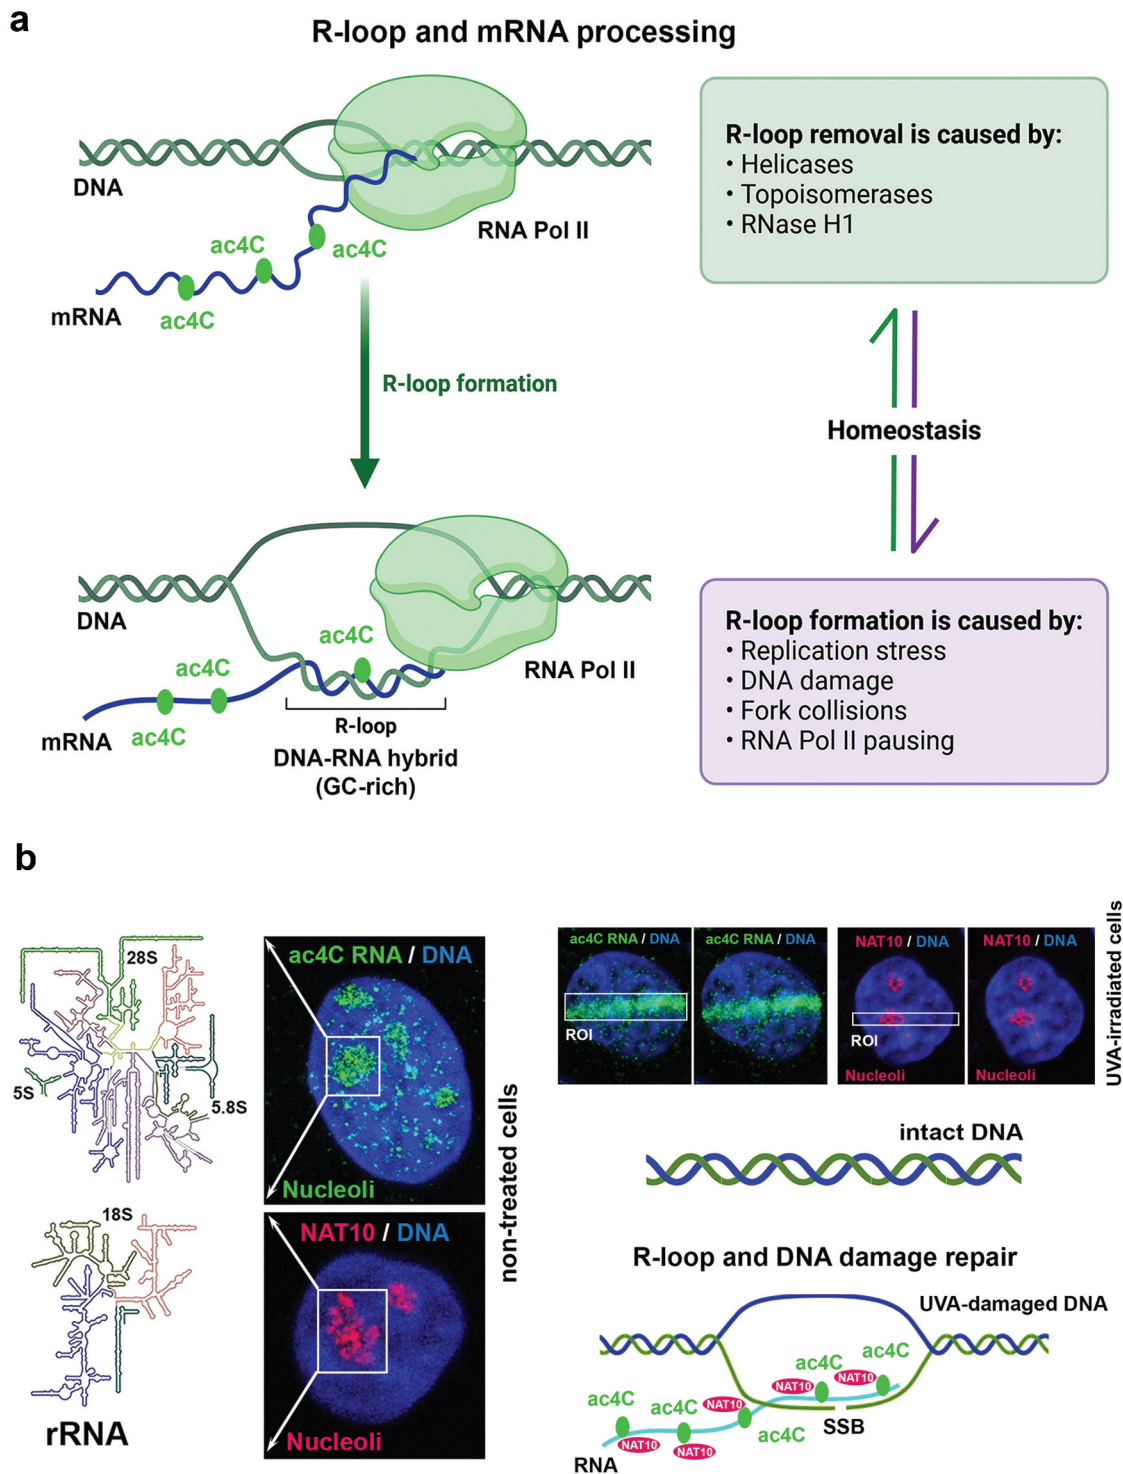 a
R-loop and mRNA processing
DNA
RNA Pol II
ac4C
ac4C
ac4C
mRNA
R-loop removal is caused by:
• Helicases
• Topoisomerases
• RNase H1
R-loop formation
Homeostasis
DNA
RNA Pol II
ac4C
ac4C
ac4C
mRNA
R-loop
DNA-RNA hybrid
(GC-rich)
R-loop formation is caused by:
• Replication stress
• DNA damage
• Fork collisions
• RNA Pol II pausing
b
28S
5S
5.8S
18S
rRNA
ac4C RNA / DNA
Nucleoli
NAT10 / DNA
Nucleoli
non-treated cells
ac4C RNA / DNA
ROI
ac4C RNA / DNA
NAT10 / DNA
ROI
Nucleoli
NAT10 / DNA
Nucleoli
UVA-irradiated cells
intact DNA
R-loop and DNA damage repair
UVA-damaged DNA
ac4C
ac4C
ac4C
ac4C
ac4C
NAT10
NAT10
NAT10
NAT10
NAT10
SSB
RNA